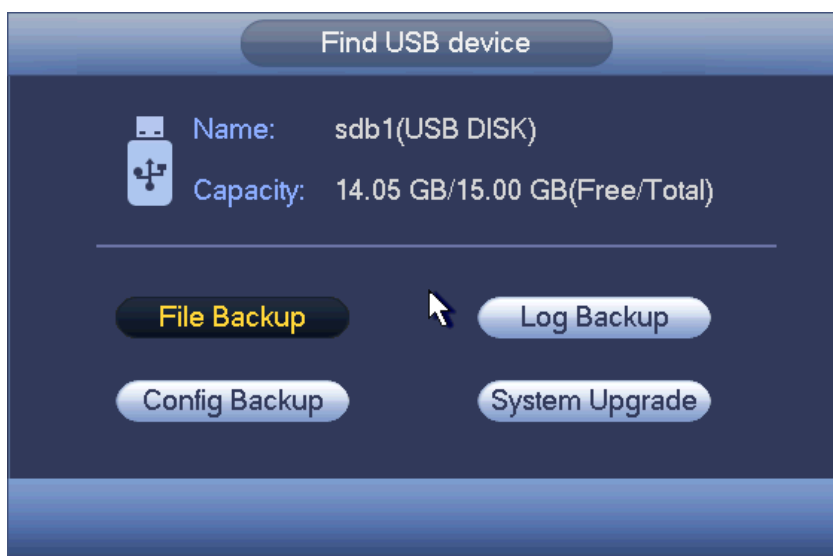 Find USB device
Name: sdb1(USB DISK)
Capacity: 14.05 GB/15.00 GB(Free/Total)
File Backup Log Backup
Config Backup System Upgrade